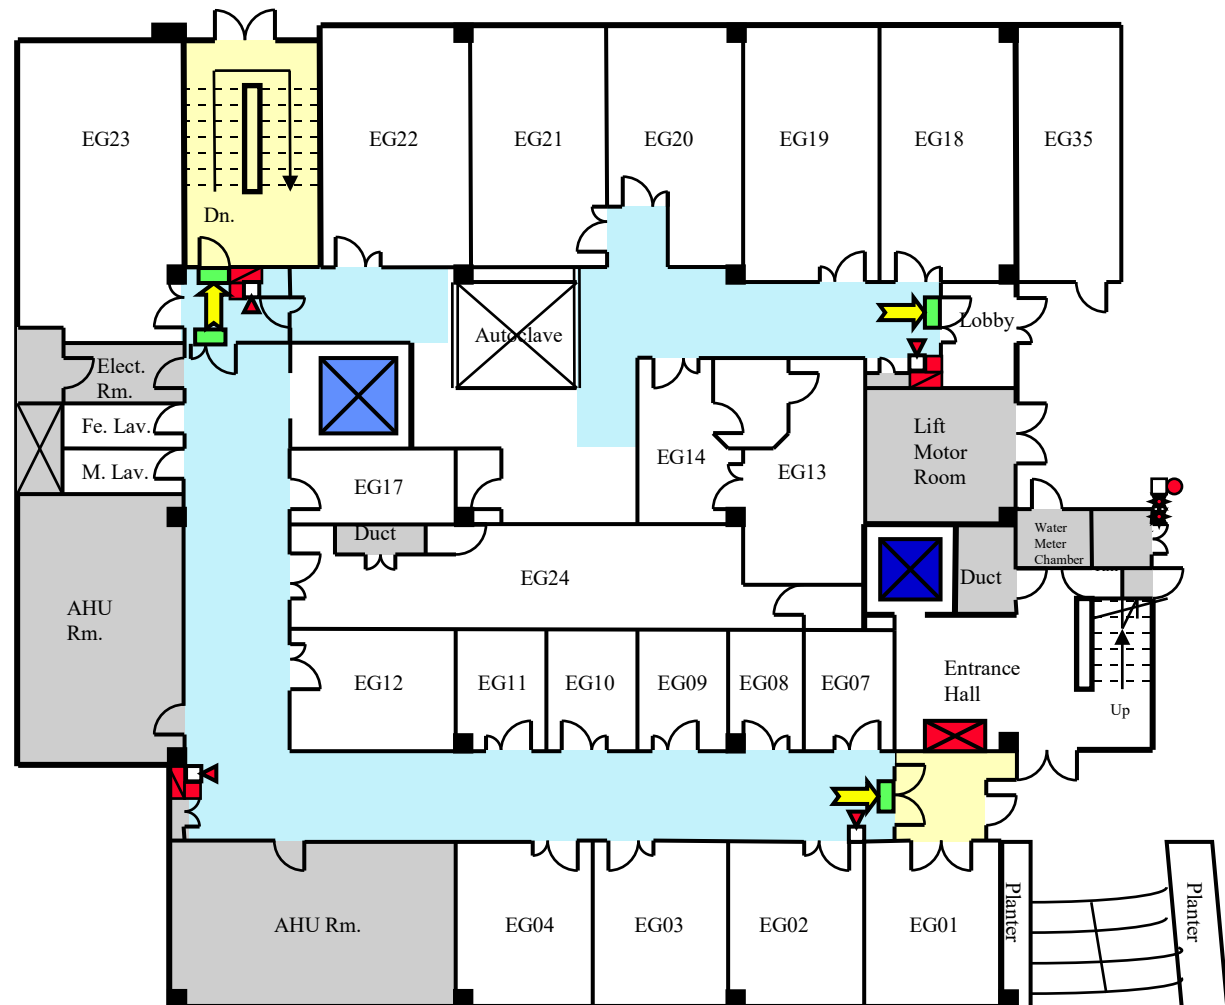 EG23
EG22
EG21
EG20
EG19
EG18
EG35
Dn.
Lobby
Autoclave
Elect.
Rm.
Fe. Lav.
M. Lav.
EG17
EG14
EG13
Lift
Motor
Room
Duct
EG24
Duct
Water
Meter
Chamber
AHU
Rm.
EG12
EG11
EG10
EG09
EG08
EG07
Entrance
Hall
Up
AHU Rm.
EG04
EG03
EG02
EG01
Planter
Planter